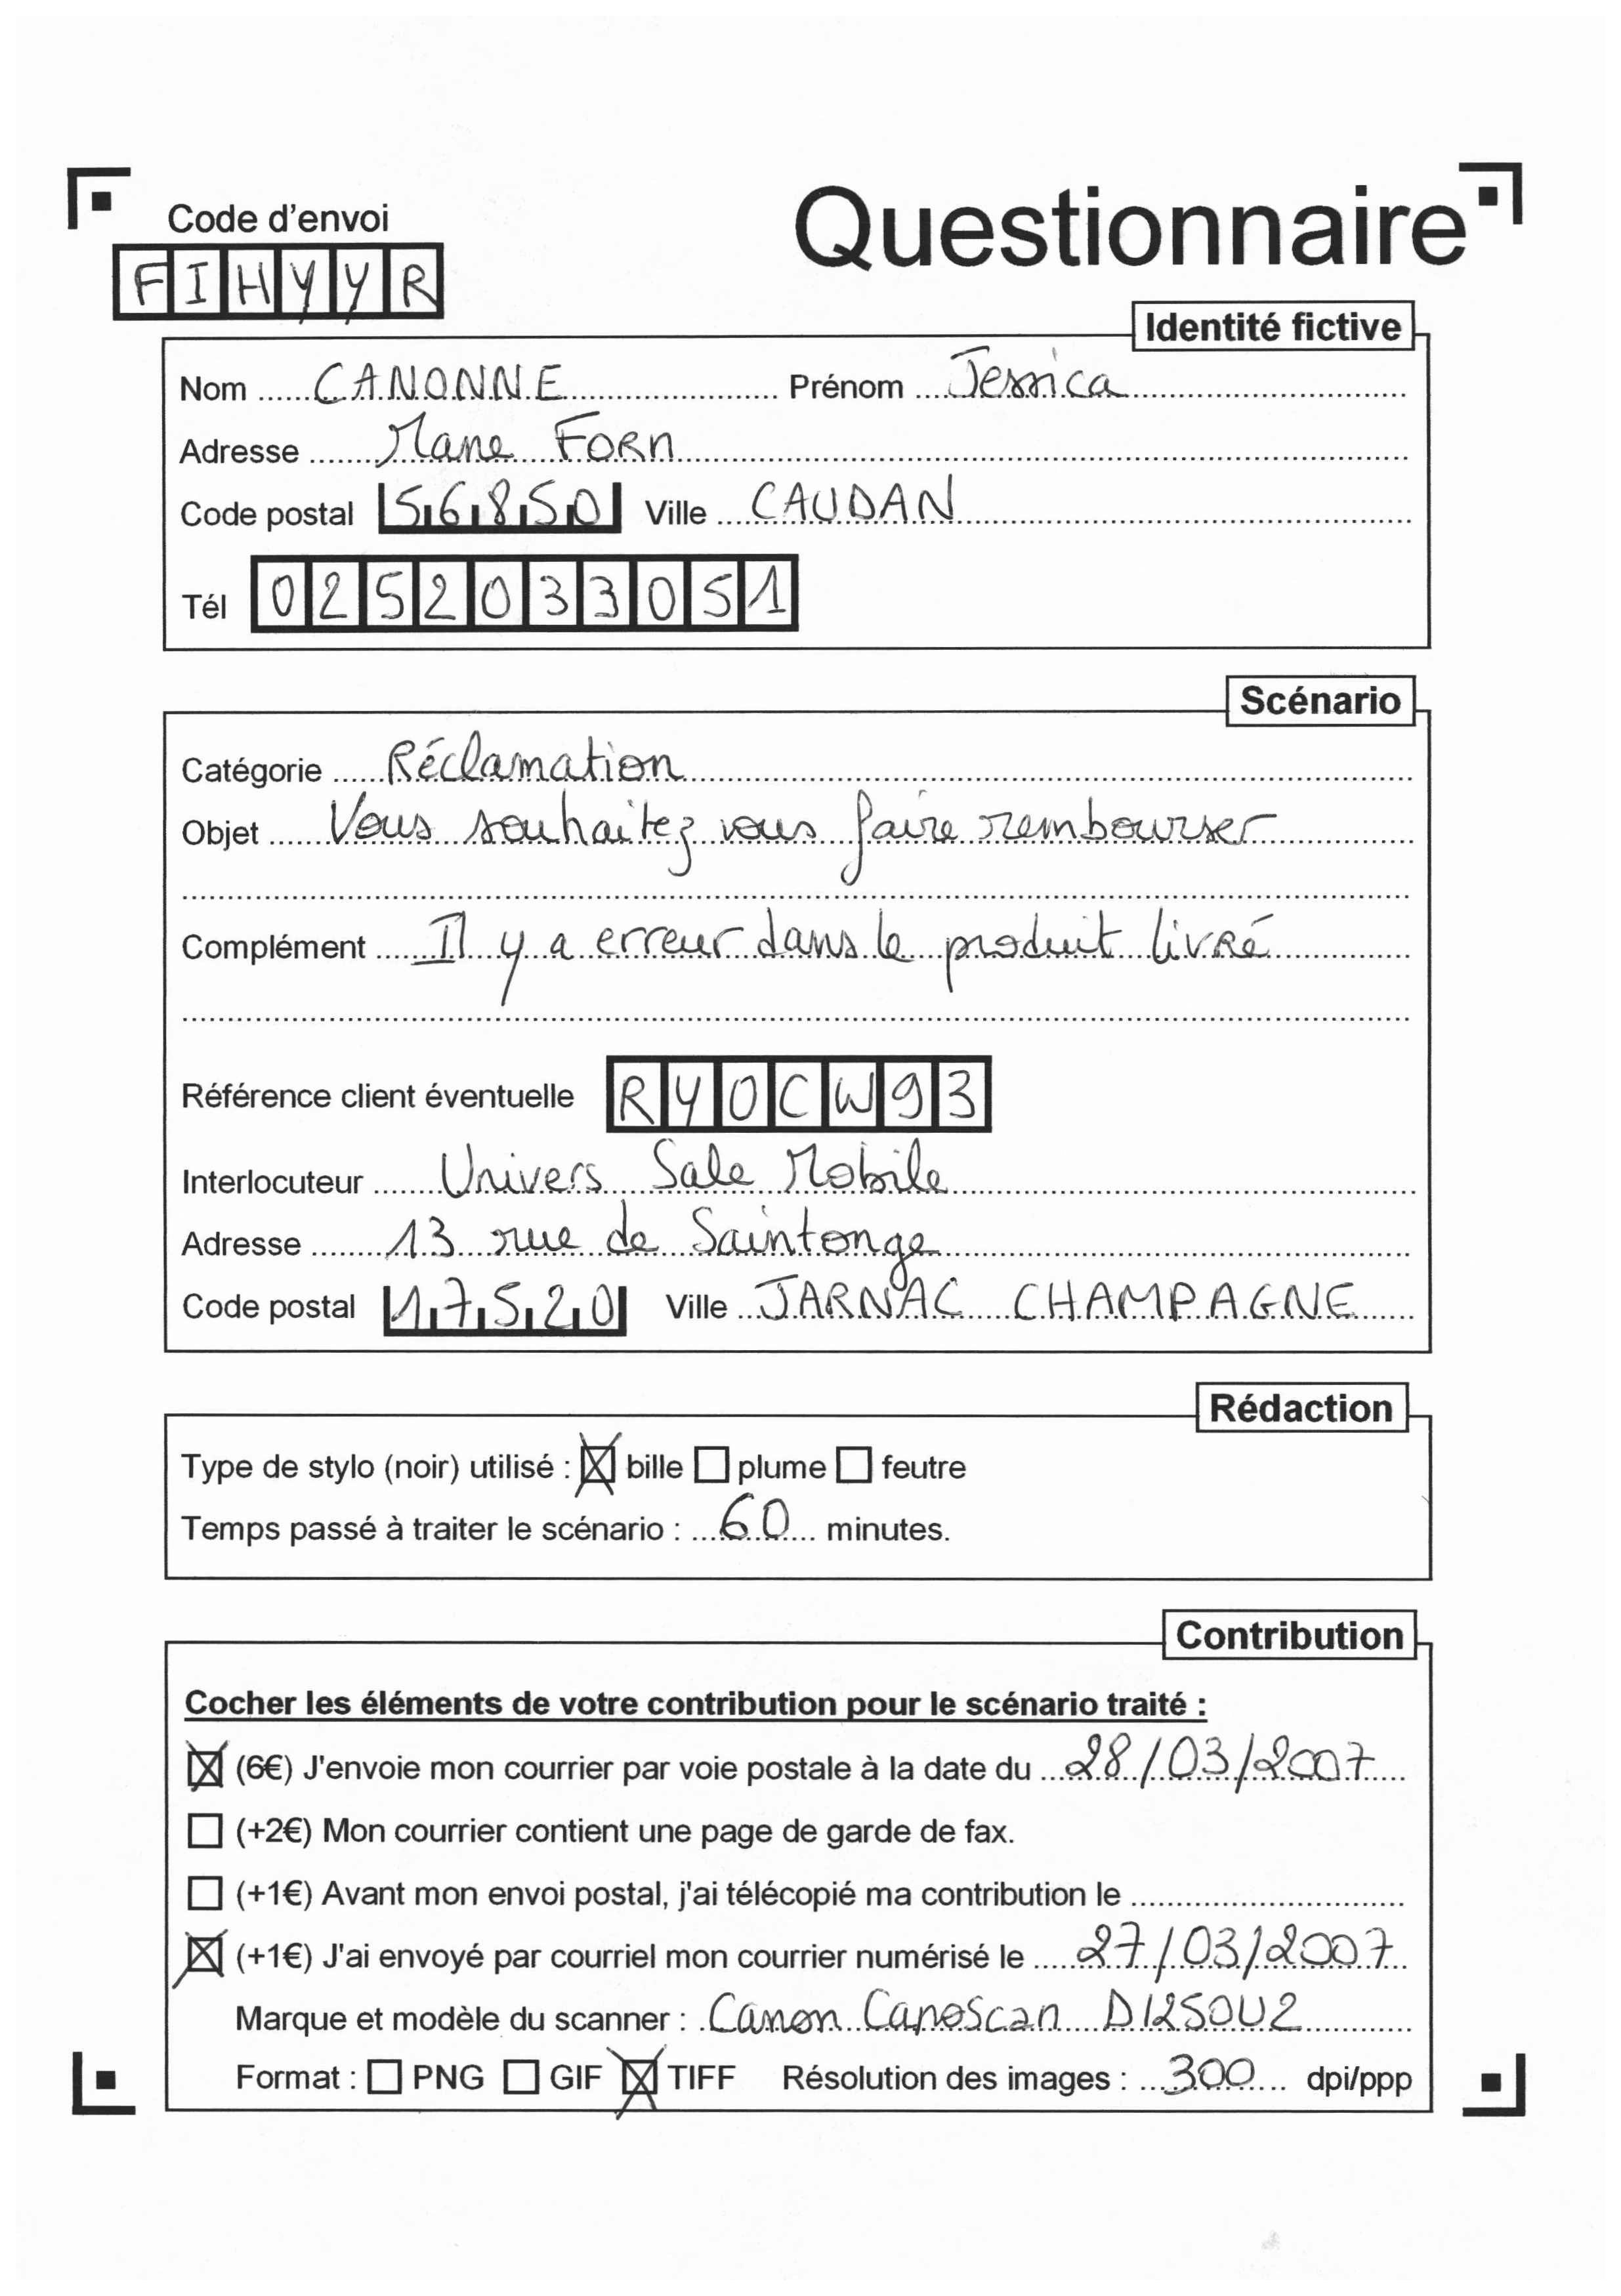 Questionnaire
Code d'envoi
FIHYYR
Identité fictive
Nom CANONNE Prénom Jessica
Adresse Mane Forn
Code postal 56850 Ville CAUDAN
Tél 0252033051
Scénario
Catégorie Réclamation
Objet Vous souhaitez vous faire rembourser
Complément Il y a erreur dans le produit livré
Référence client éventuelle RYOCW93
Interlocuteur Univers Sale Mobile
Adresse 13 rue de Saintonge
Code postal 17520 Ville JARNAC CHAMPAGNE
Rédaction
Type de stylo (noir) utilisé : ☒ bille ☐ plume ☐ feutre
Temps passé à traiter le scénario : 60 minutes.
Contribution
Cocher les éléments de votre contribution pour le scénario traité :
☒ (6€) J'envoie mon courrier par voie postale à la date du 28/03/2007
☐ (+2€) Mon courrier contient une page de garde de fax.
☐ (+1€) Avant mon envoi postal, j'ai télécopié ma contribution le
☒ (+1€) J'ai envoyé par courriel mon courrier numérisé le 27/03/2007
Marque et modèle du scanner : Canon Canoscan D1250U2
Format : ☐ PNG ☐ GIF ☒ TIFF Résolution des images : 300 dpi/ppp